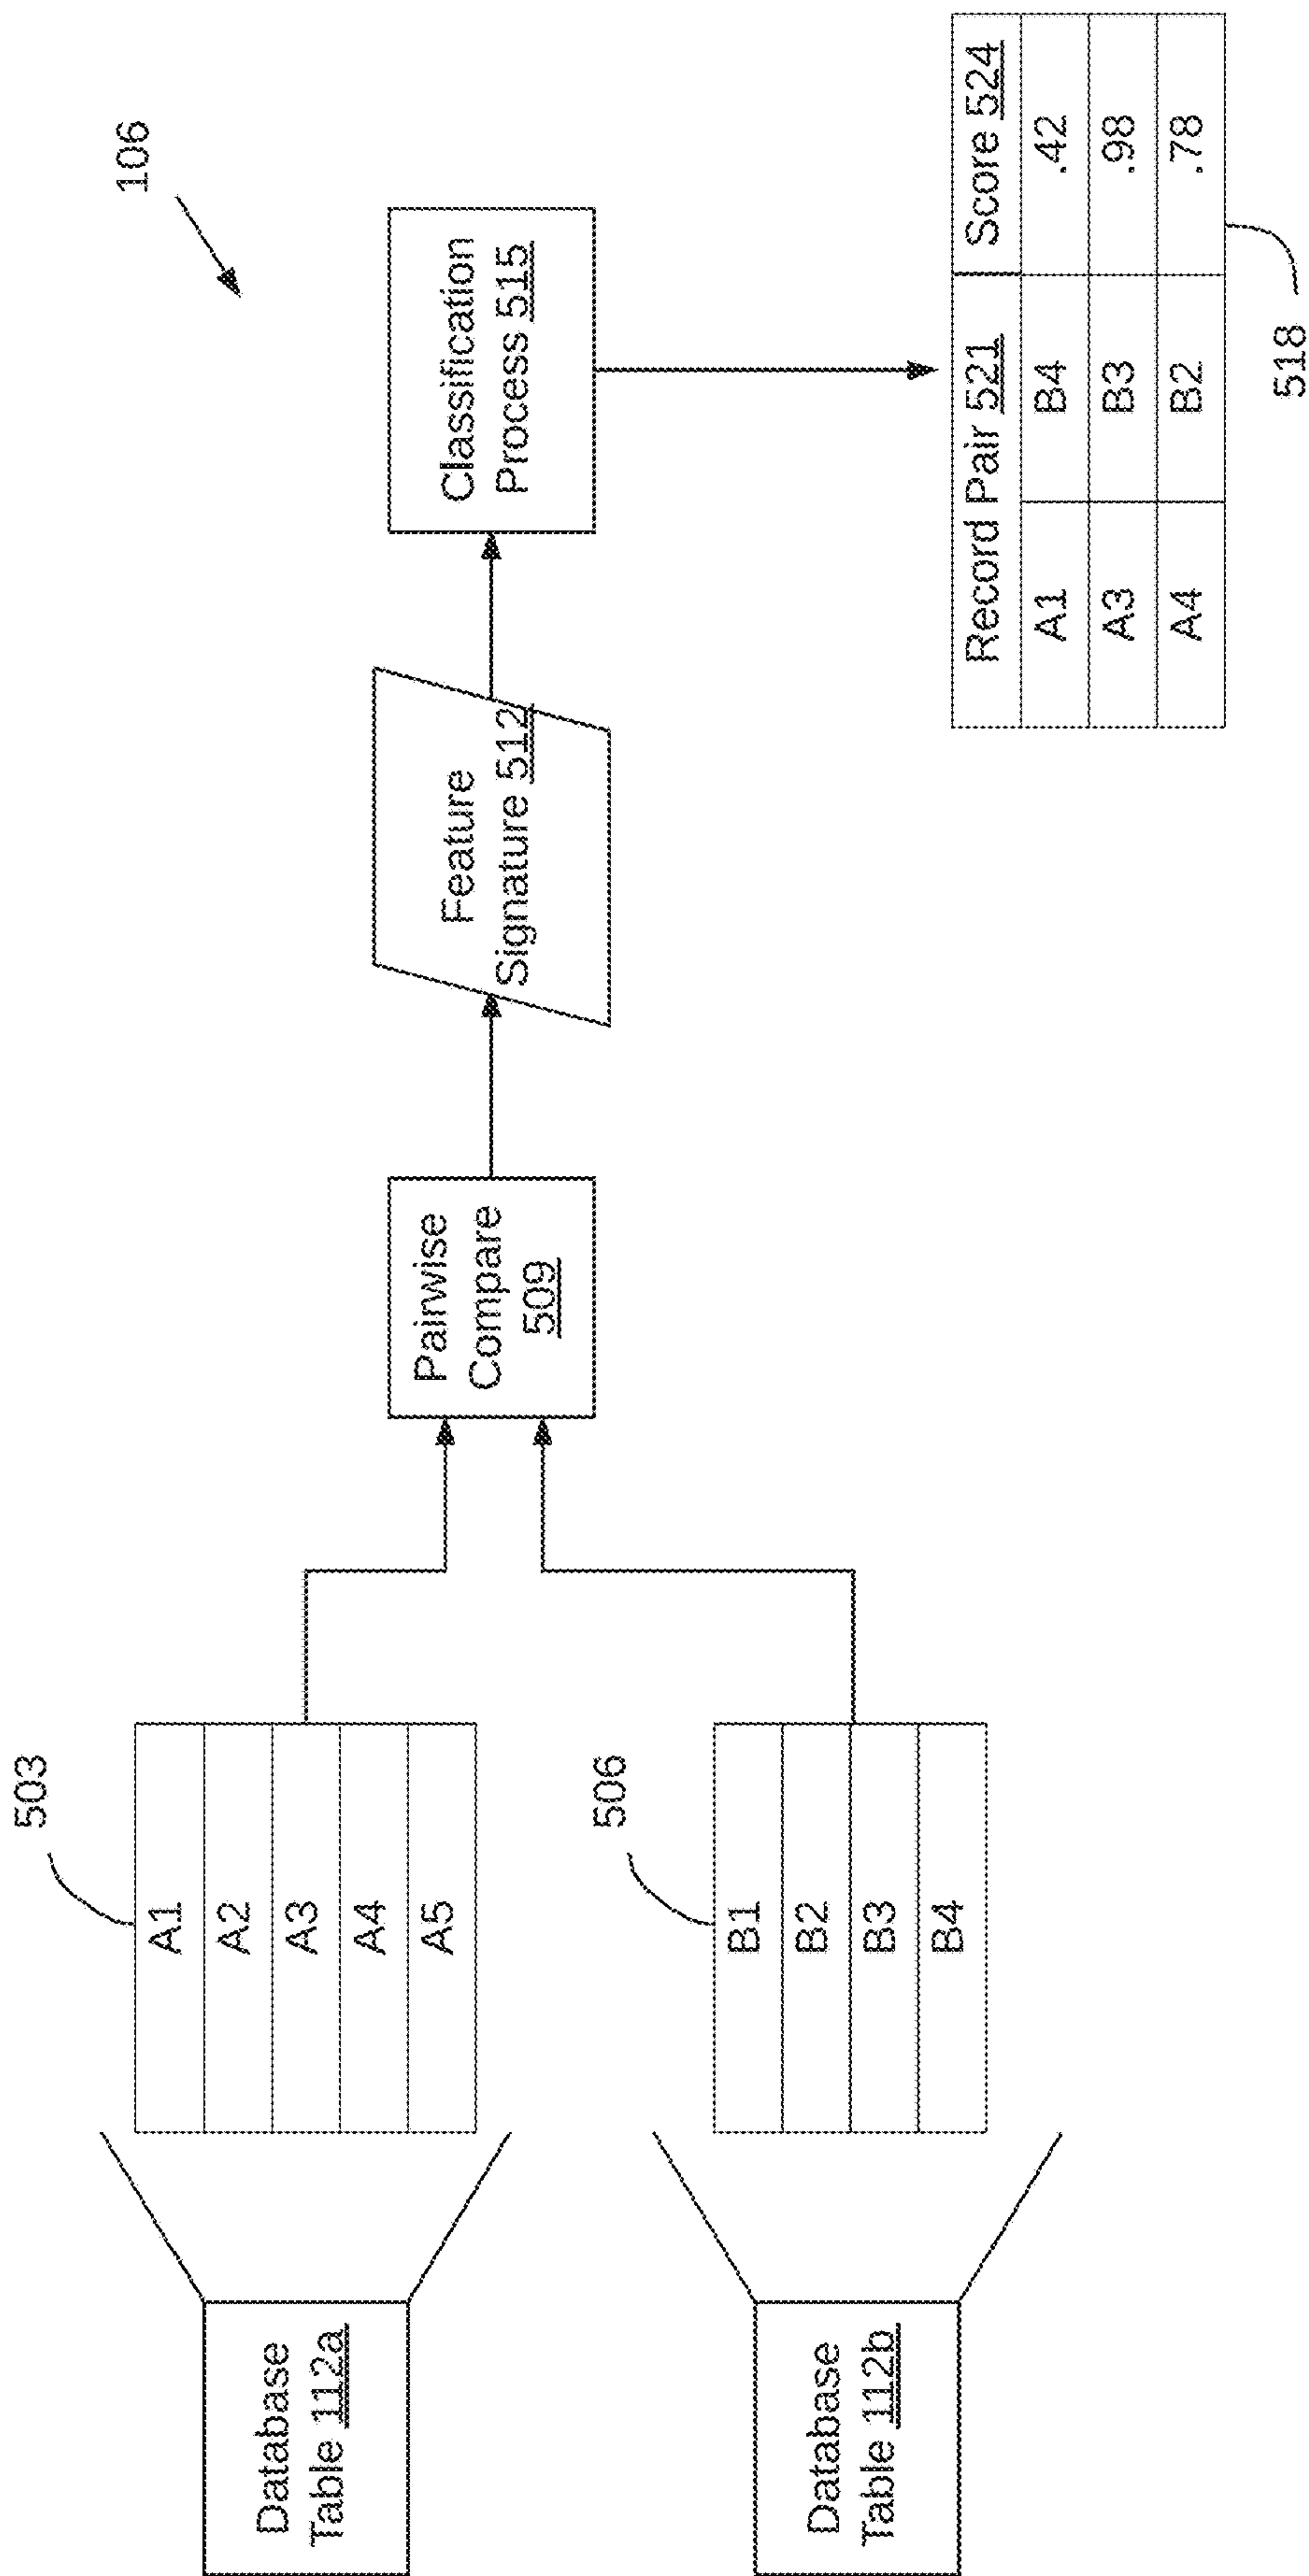 106
503
A1
A2
A3
A4
A5
Database
Table 112a
506
B1
B2
B3
B4
Database
Table 112b
Pairwise
Compare
509
Feature
Signature 512
Classification
Process 515
Record Pair 521 Score 524
A1 B4 .42
A3 B3 .98
A4 B2 .78
518